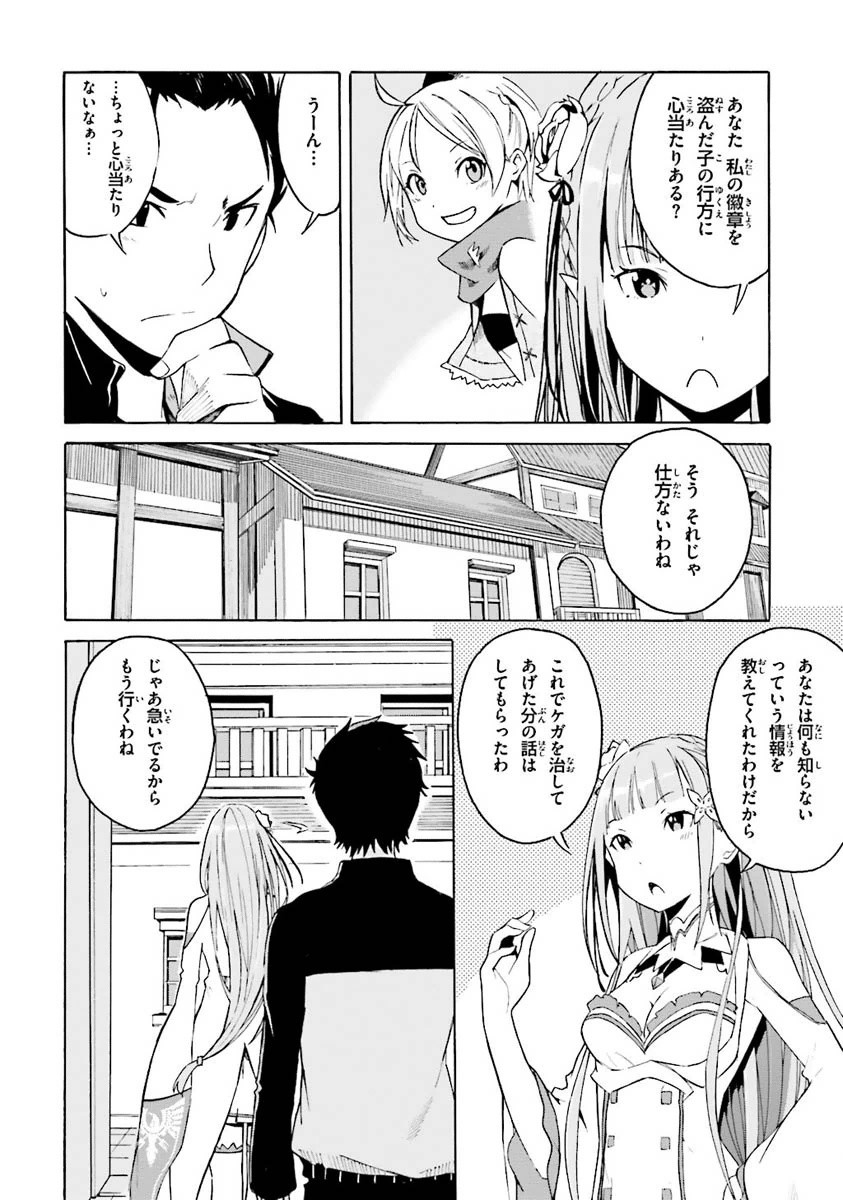 あなた 私の徽章を
盗んだ子の行方に
心当たりある?
うーん…
…ちょっと心当たり
ないなぁ…
そう それじゃ
仕方ないわね
あなたは何も知らない
っていう情報を
教えてくれたわけだから
これでケガを治して
あげた分の話は
してもらったわ
じゃあ急いでるから
もう行くわね